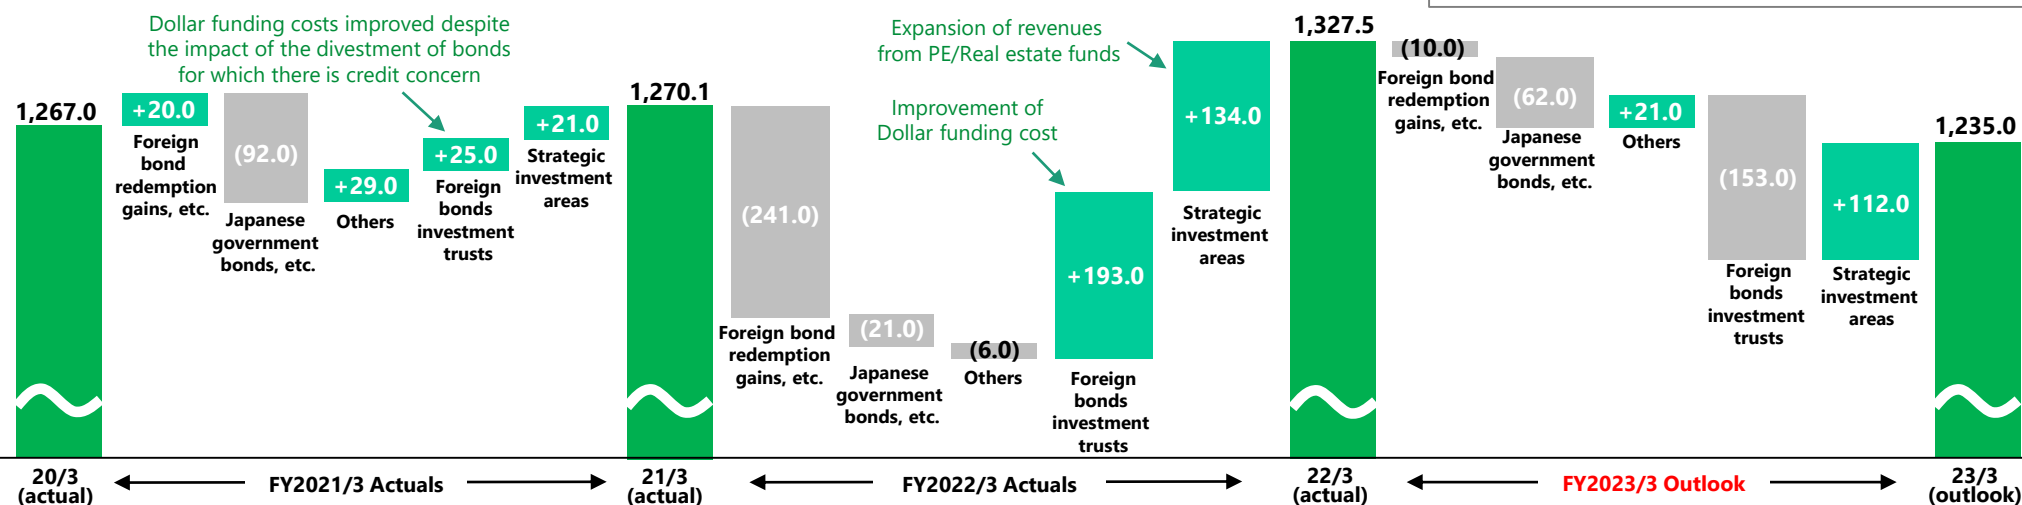 Dollar funding costs improved despite
the impact of the divestment of bonds
for which there is credit concern
1,267.0
+20.0
Foreign
bond
redemption
gains, etc.
(92.0)
Japanese
government
bonds, etc.
+29.0
Others
+25.0
Foreign
bonds
investment
trusts
+21.0
Strategic
investment
areas
1,270.1
(241.0)
Foreign bond
redemption
gains, etc.
(21.0)
Japanese
government
bonds, etc.
(6.0)
Others
Improvement of
Dollar funding cost
+193.0
Foreign
bonds
investment
trusts
Expansion of revenues
from PE/Real estate funds
+134.0
Strategic
investment
areas
1,327.5
(10.0)
Foreign bond
redemption
gains, etc.
(62.0)
Japanese
government
bonds, etc.
+21.0
Others
(153.0)
Foreign
bonds
investment
trusts
+112.0
Strategic
investment
areas
1,235.0
20/3
(actual)
FY2021/3 Actuals
21/3
(actual)
FY2022/3 Actuals
22/3
(actual)
FY2023/3 Outlook
23/3
(outlook)